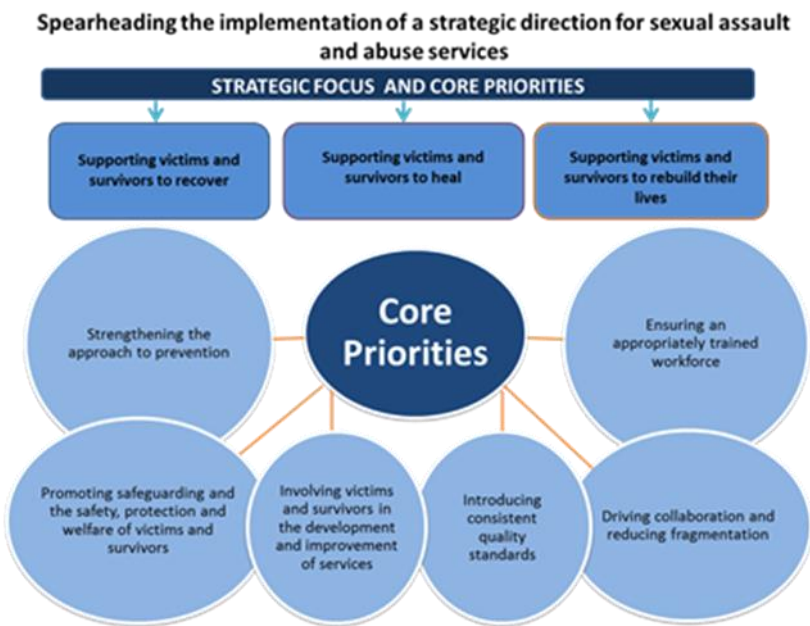 Spearheading the implementation of a strategic direction for sexual assault
and abuse services
STRATEGIC FOCUS AND CORE PRIORITIES
Supporting victims and
survivors to recover
Supporting victims and
survivors to heal
Supporting victims and
survivors to rebuild their
lives
Strengthening the
approach to prevention
Core
Priorities
Ensuring an
appropriately trained
workforce
Promoting safeguarding and
the safety, protection and
welfare of victims and
survivors
Involving victims
and survivors in
the development
and improvement
of services
Introducing
consistent
quality
standards
Driving collaboration and
reducing fragmentation